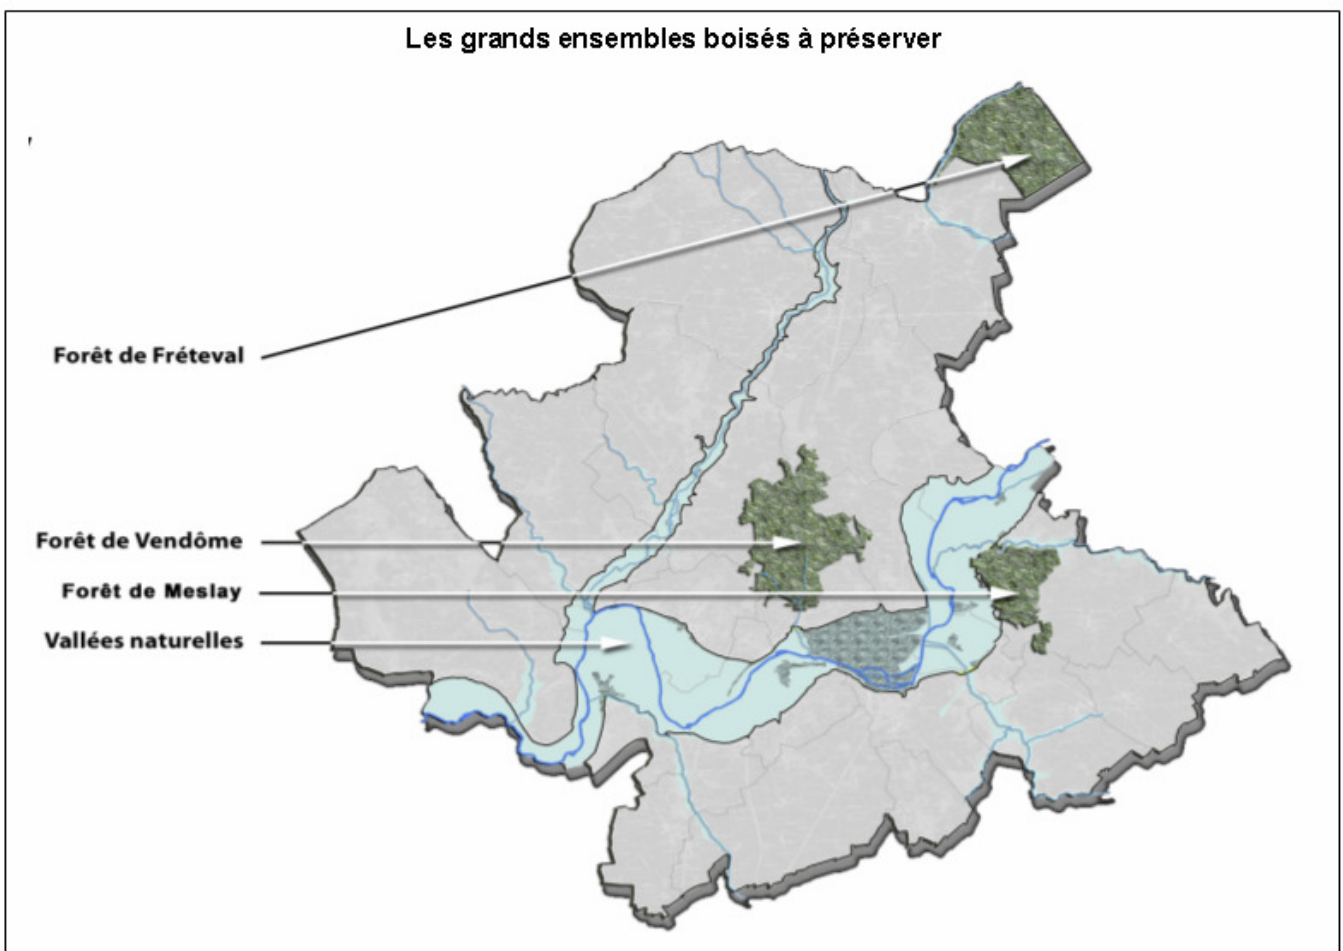 Les grands ensembles boisés à préserver
Forêt de Fréteval
Forêt de Vendôme
Forêt de Meslay
Vallées naturelles